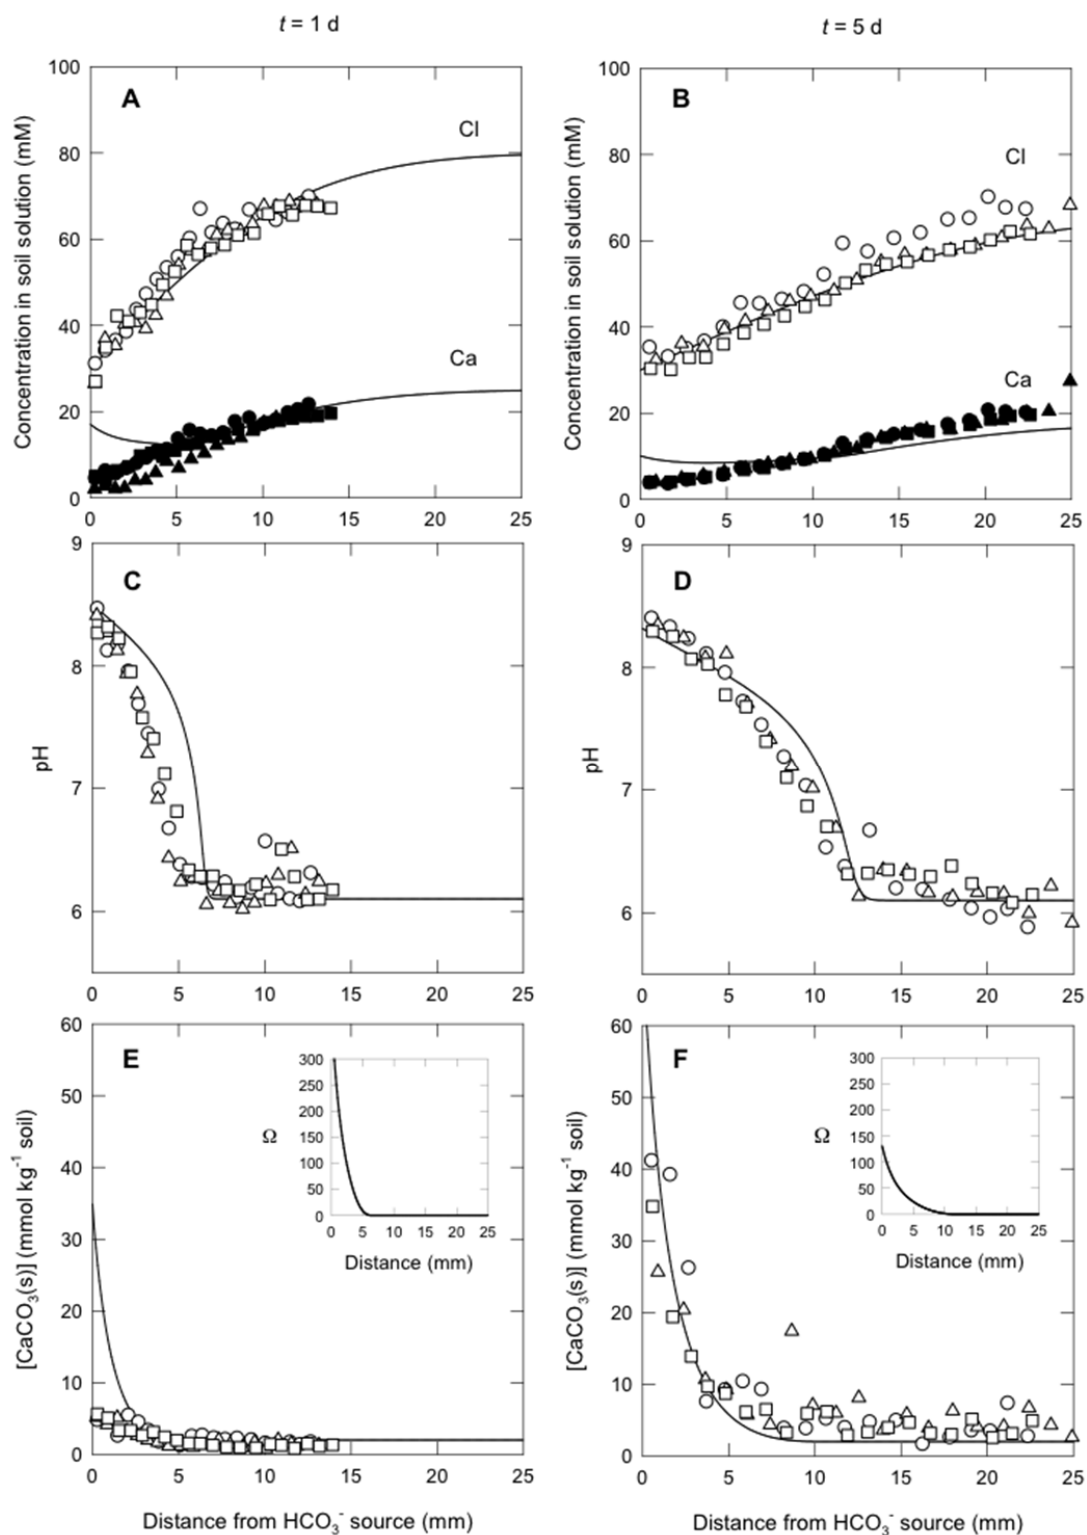 t = 1 d
t = 5 d
Concentration in soil solution (mM)
100
80
60
40
20
0
A
Cl
Ca
0 5 10 15 20 25
Concentration in soil solution (mM)
100
80
60
40
20
0
B
Cl
Ca
0 5 10 15 20 25
pH
9
8
7
6
C
0 5 10 15 20 25
pH
9
8
7
6
D
0 5 10 15 20 25
[CaCO₃(s)] (mmol kg⁻¹ soil)
60
50
40
30
20
10
0
E
Ω
300
250
200
150
100
50
0
0 5 10 15 20 25
Distance (mm)
0 5 10 15 20 25
Distance from HCO₃⁻ source (mm)
[CaCO₃(s)] (mmol kg⁻¹ soil)
60
50
40
30
20
10
0
F
Ω
300
250
200
150
100
50
0
0 5 10 15 20 25
Distance (mm)
0 5 10 15 20 25
Distance from HCO₃⁻ source (mm)